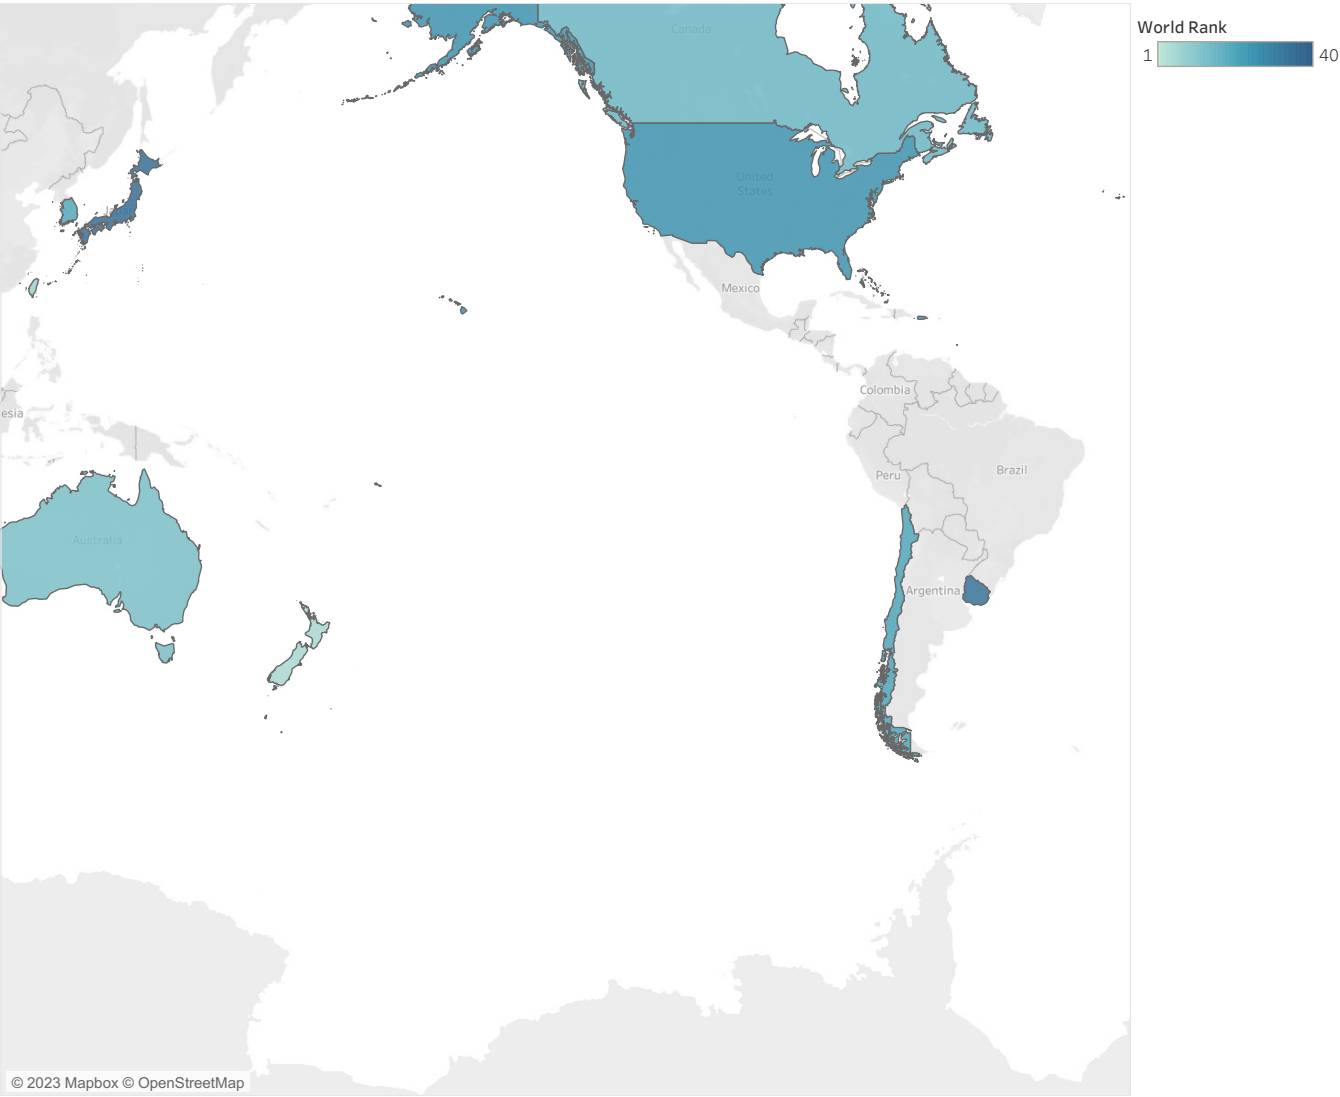 World Rank
1 40
Canada
United
States
Mexico
esia
Colombia
Peru
Brazil
Australia
Argentina
© 2023 Mapbox © OpenStreetMap